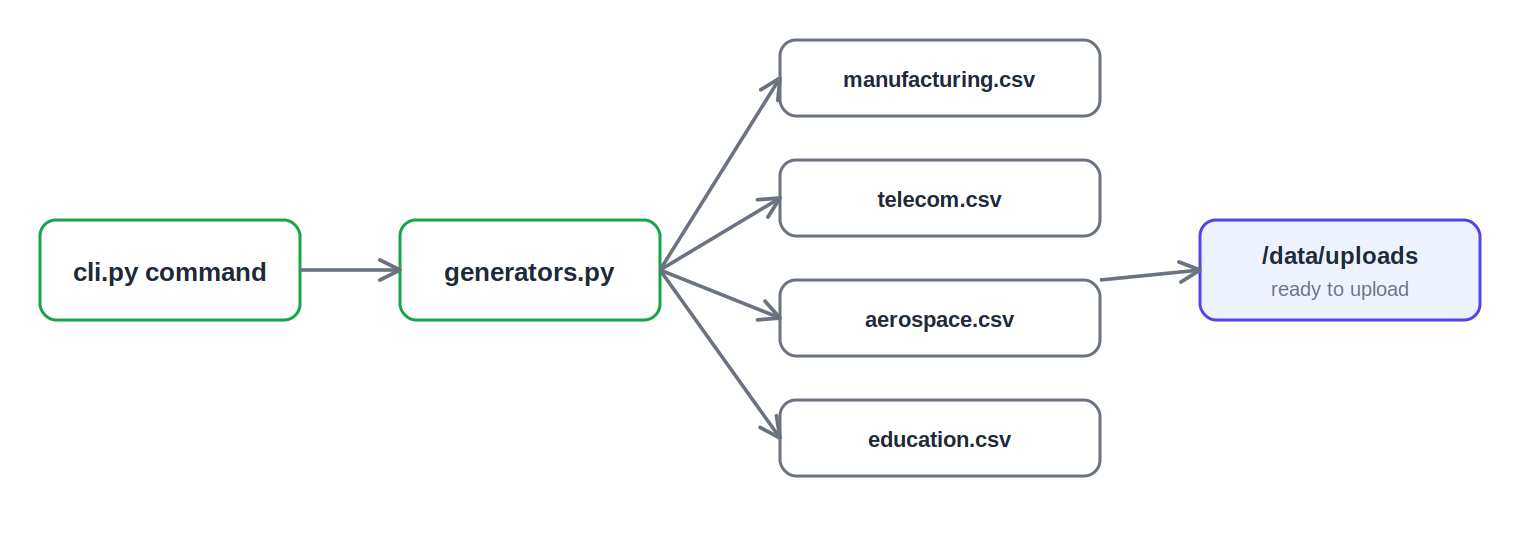 cli.py command
generators.py
manufacturing.csv
telecom.csv
aerospace.csv
education.csv
/data/uploads
ready to upload